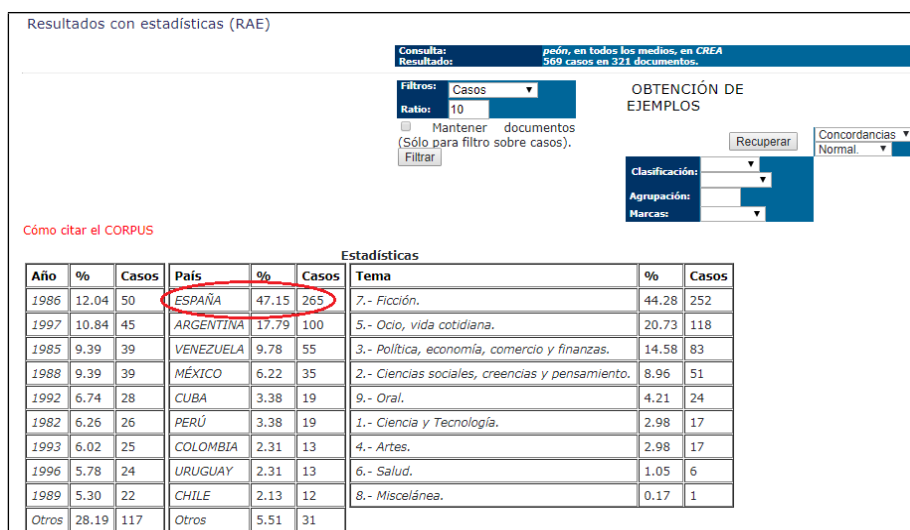 Resultados con estadísticas (RAE)
Consulta: peón, en todos los medios, en CREA
Resultado: 569 casos en 321 documentos.
Filtros: Casos
Ratio: 10
Mantener documentos
(Sólo para filtro sobre casos).
Filtrar
OBTENCIÓN DE
EJEMPLOS
Recuperar
Concordancias
Normal.
Clasificación:
Agrupación:
Marcas:
Cómo citar el CORPUS
Estadísticas
Año % Casos País % Casos Tema % Casos
1986 12.04 50 ESPAÑA 47.15 265 7.- Ficción. 44.28 252
1997 10.84 45 ARGENTINA 17.79 100 5.- Ocio, vida cotidiana. 20.73 118
1985 9.39 39 VENEZUELA 9.78 55 3.- Política, economía, comercio y finanzas. 14.58 83
1988 9.39 39 MÉXICO 6.22 35 2.- Ciencias sociales, creencias y pensamiento. 8.96 51
1992 6.74 28 CUBA 3.38 19 9.- Oral. 4.21 24
1982 6.26 26 PERÚ 3.38 19 1.- Ciencia y Tecnología. 2.98 17
1993 6.02 25 COLOMBIA 2.31 13 4.- Artes. 2.98 17
1996 5.78 24 URUGUAY 2.31 13 6.- Salud. 1.05 6
1989 5.30 22 CHILE 2.13 12 8.- Miscelánea. 0.17 1
Otros 28.19 117 Otros 5.51 31